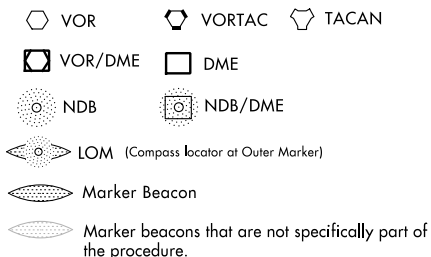 VOR VORTAC TACAN
VOR/DME DME
NDB NDB/DME
LOM (Compass locator at Outer Marker)
Marker Beacon
Marker beacons that are not specifically part of
the procedure.